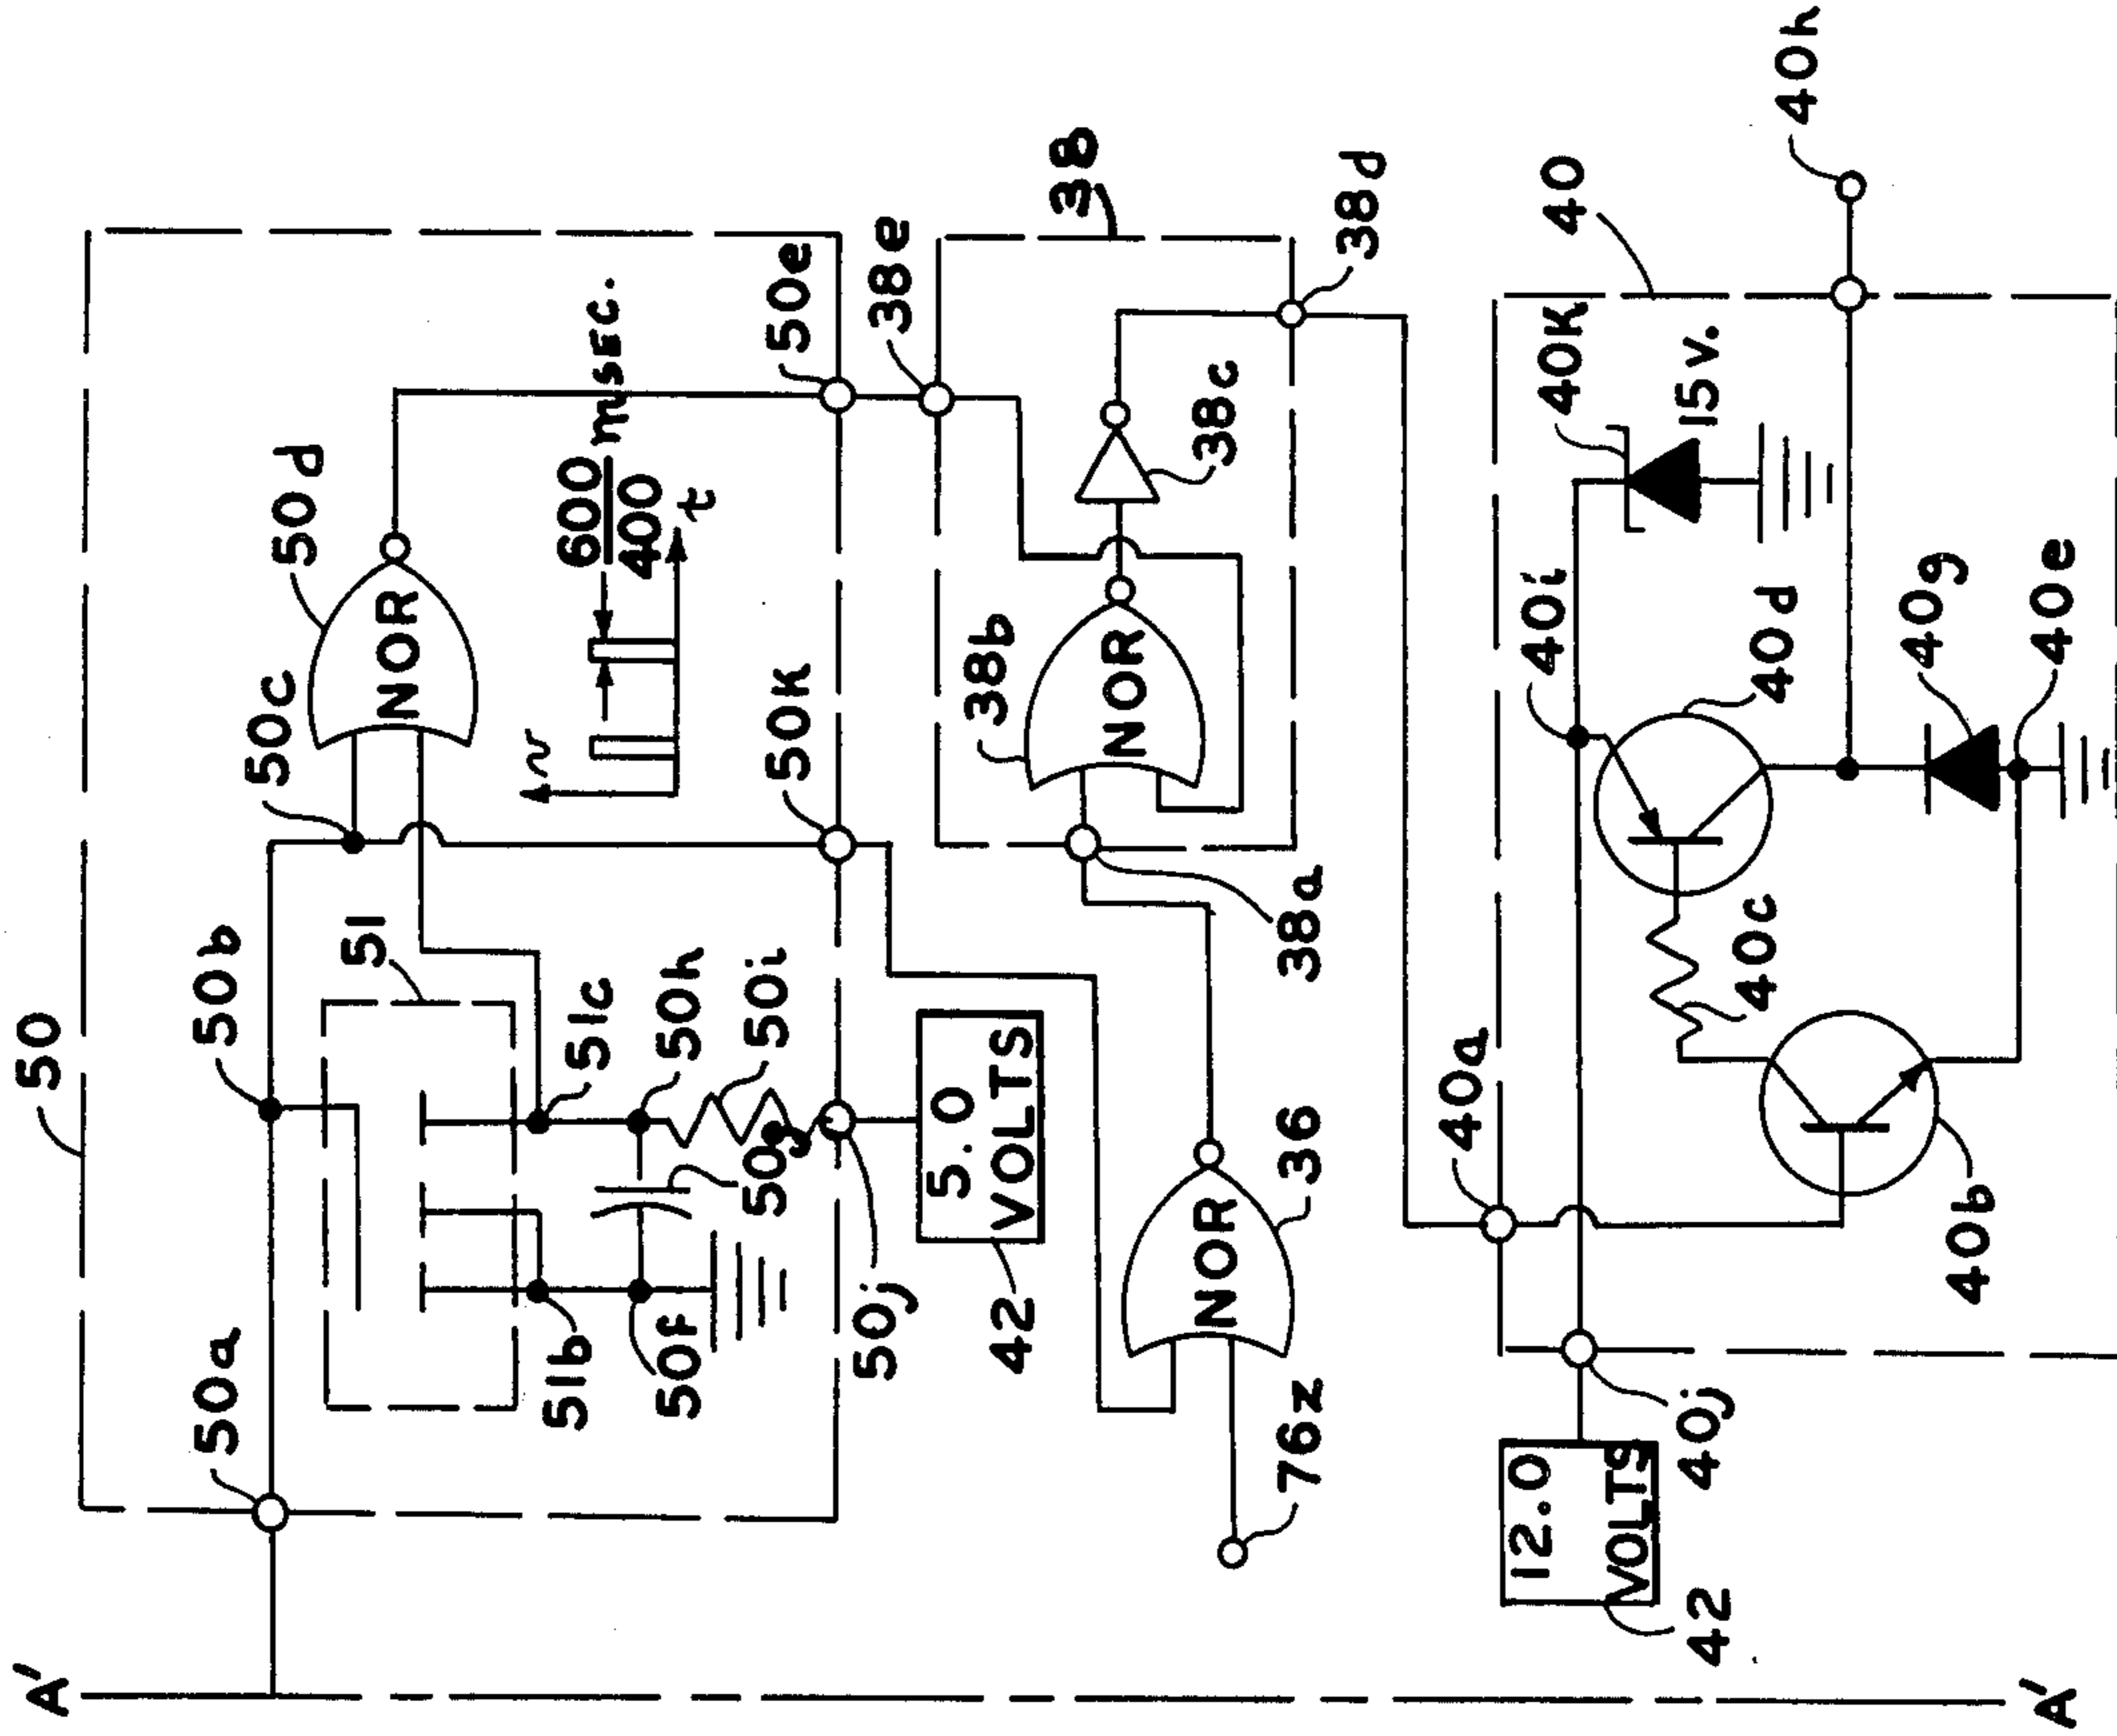 A'
50
50a
50b
50c
50d
51
NOR
51c
50h
50i
51b
50f
50g
50j
50K
50e
v
600
400
mssc.
t
5.0
VOLTS
42
38e
38
38b
NOR
38c
38a
38d
NOR
36
76z
12.0
VOLTS
42
40j
40a
40b
40c
40i
40d
40K
15v.
40
40h
40g
40e
A'